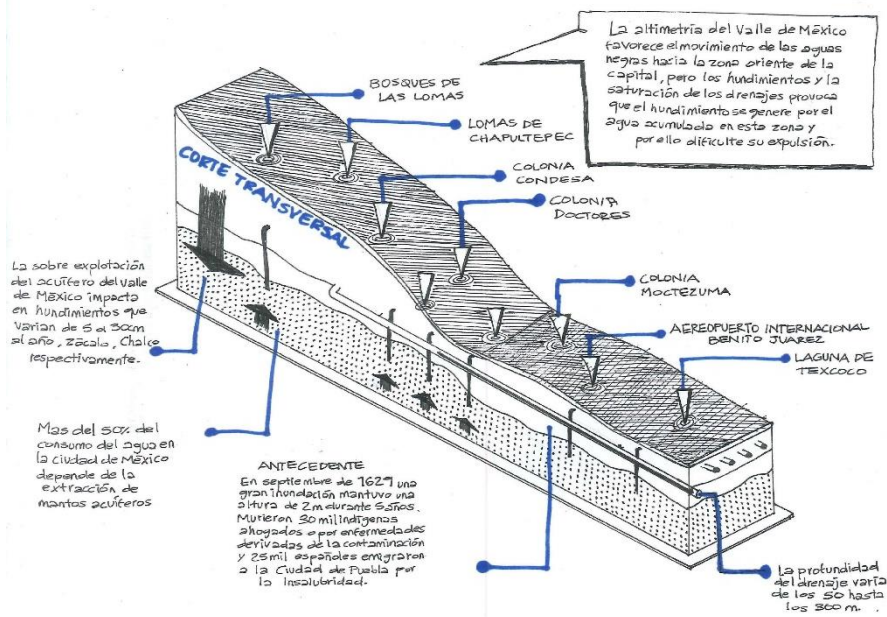 La altimetría del Valle de México
favorece el movimiento de las aguas
negras hacia la zona oriente de la
capital, pero los hundimientos y la
saturación de los drenajes provoca
que el hundimiento se genere por el
agua acumulada en esta zona y
por ello dificulte su expulsión.
BOSQUES DE
LAS LOMAS
LOMAS DE
CHAPULTEPEC
COLONIA
CONDESA
COLONIA
DOCTORES
CORTE TRANSVERSAL
COLONIA
MOCTEZUMA
AEREOPUERTO INTERNACIONAL
BENITO JUAREZ
LAGUNA DE
TEXCOCO
La sobre explotación
del acuífero del valle
de México impacta
en hundimientos que
varian de 5 a 30cm
al año, Zócalo, Chalco
respectivamente.
Mas del 50% del
consumo del agua en
la ciudad de México
depende de la
extracción de
mantos acuíferos
ANTECEDENTE
En septiembre de 1629 una
gran inundación mantuvo una
altura de 2m durante 5 años.
Murieron 30 mil indígenas
ahogados o por enfermedades
derivadas de la contaminación
y 25 mil españoles emigraron
a la Ciudad de Puebla por
la Insalubridad.
La profundidad
del drenaje varía
de los 50 hasta
los 300 m.